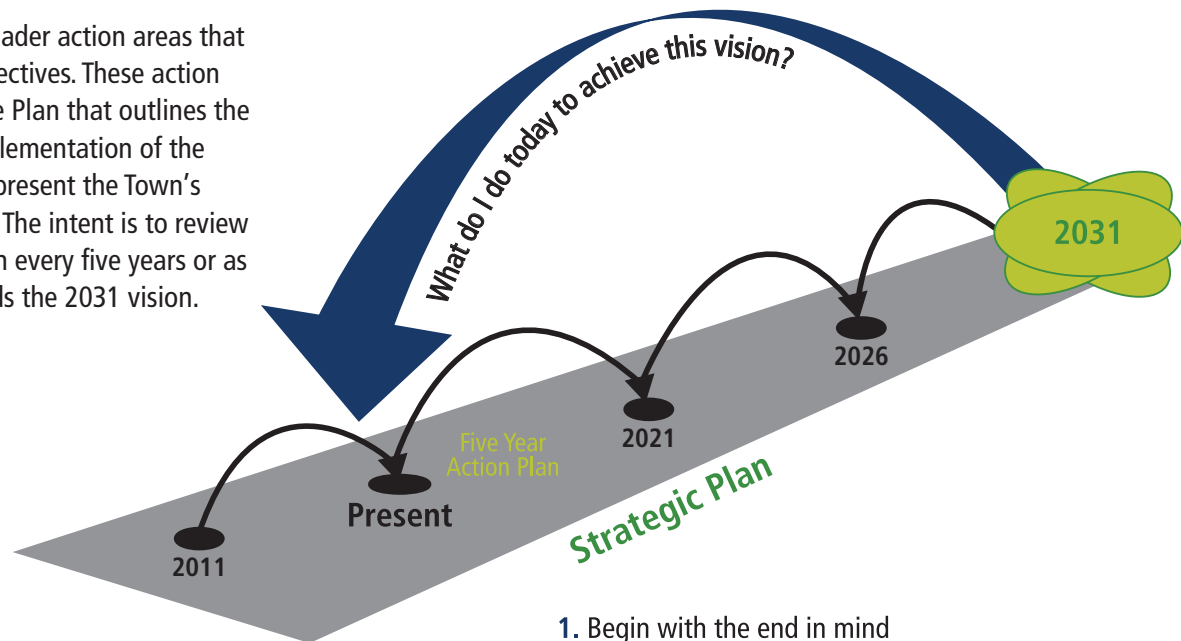 ader action areas that
ectives. These action
e Plan that outlines the
lementation of the
present the Town's
The intent is to review
n every five years or as
ds the 2031 vision.
What do I do today to achieve this vision?
2031
2026
2021
Five Year
Action Plan
Present
2011
Strategic Plan
1. Begin with the end in mind